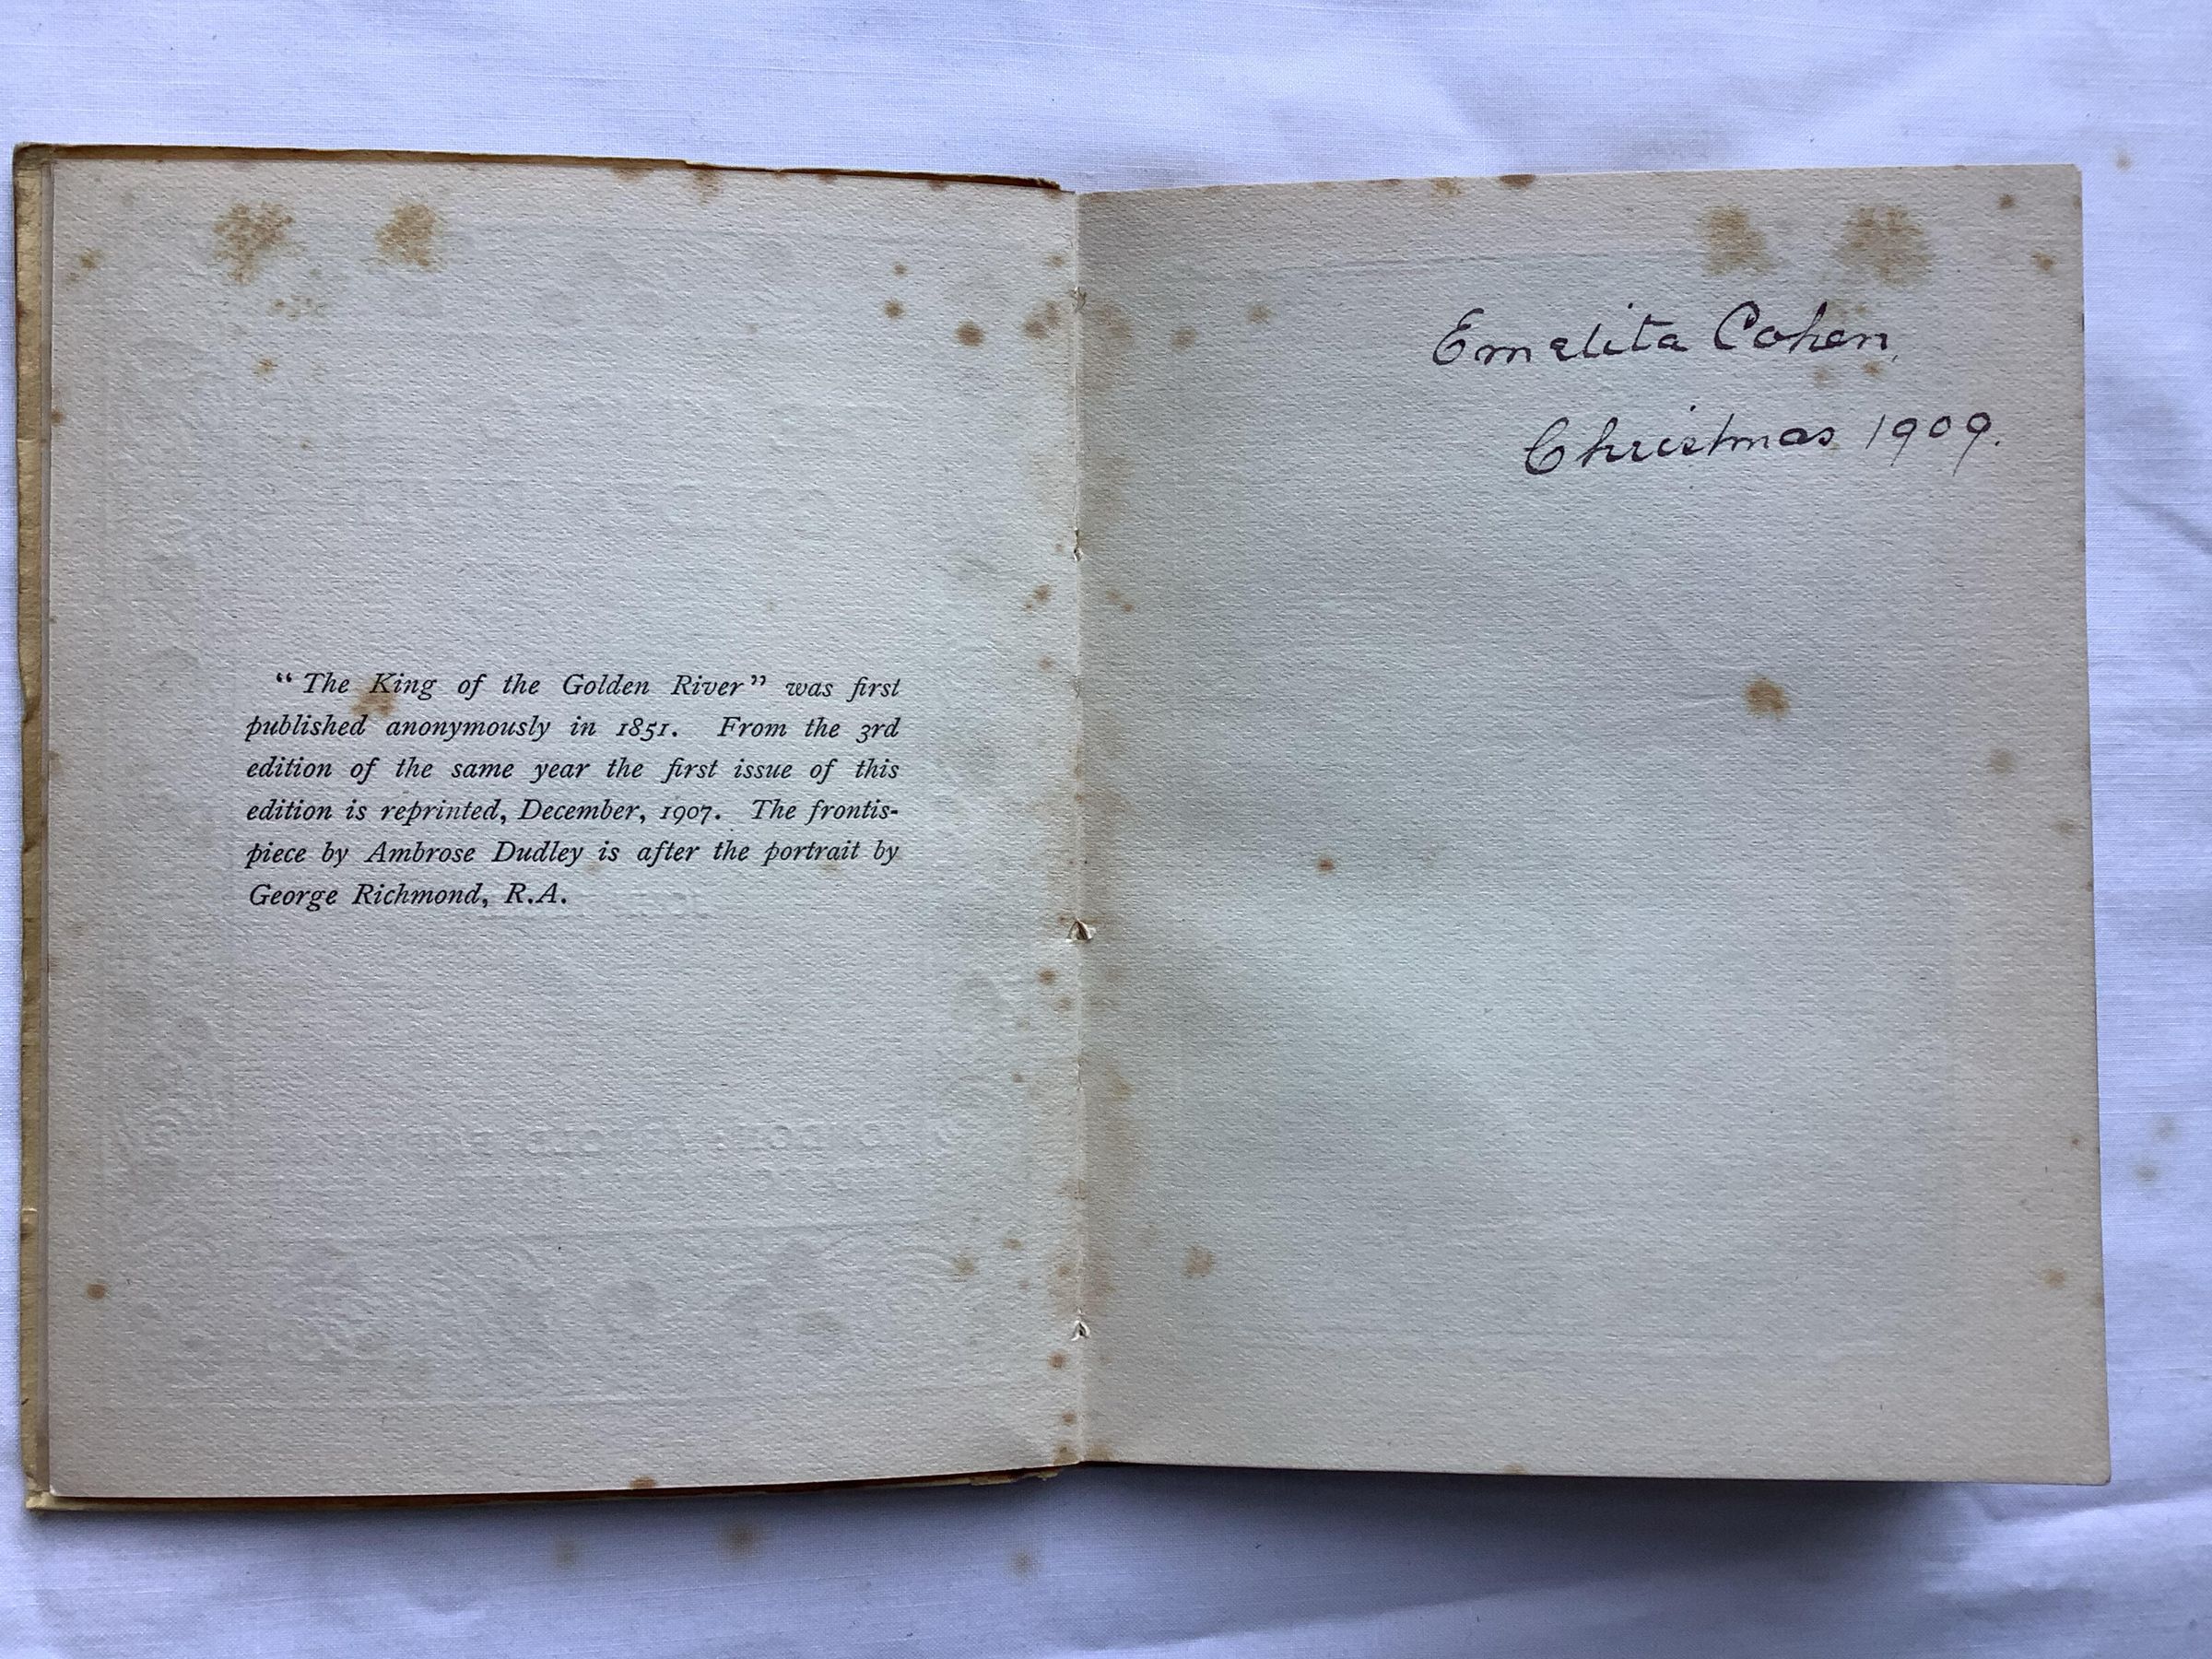 “The King of the Golden River” was first
published anonymously in 1851. From the 3rd
edition of the same year the first issue of this
edition is reprinted, December, 1907. The frontis-
piece by Ambrose Dudley is after the portrait by
George Richmond, R.A.
Emelita Cohen,
Christmas 1909.